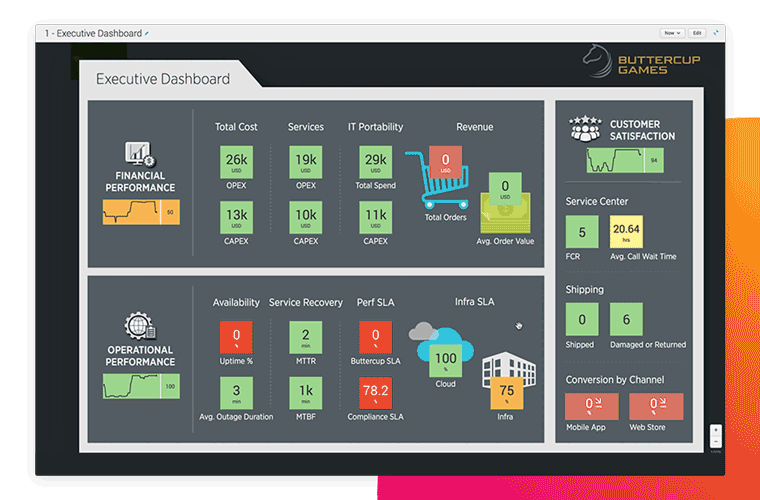 1 - Executive Dashboard
Now
Edit
BUTTERCUP
GAMES
Executive Dashboard
FINANCIAL
PERFORMANCE
50
Total Cost
Services
IT Portability
Revenue
26k
USD
OPEX
19k
USD
OPEX
29k
USD
Total Spend
0
USD
Total Orders
0
USD
Avg. Order Value
13k
USD
CAPEX
10k
USD
CAPEX
11k
USD
CAPEX
OPERATIONAL
PERFORMANCE
100
Availability
Service Recovery
Perf SLA
Infra SLA
0
%
Uptime %
2
min
MTTR
0
%
Buttercup SLA
100
%
Cloud
3
min
Avg. Outage Duration
1k
min
MTBF
78.2
%
Compliance SLA
75
%
Infra
CUSTOMER
SATISFACTION
94
Service Center
5
FCR
20.64
hrs
Avg. Call Wait Time
Shipping
0
Shipped
6
Damaged or Returned
Conversion by Channel
0
%
Mobile App
0
%
Web Store